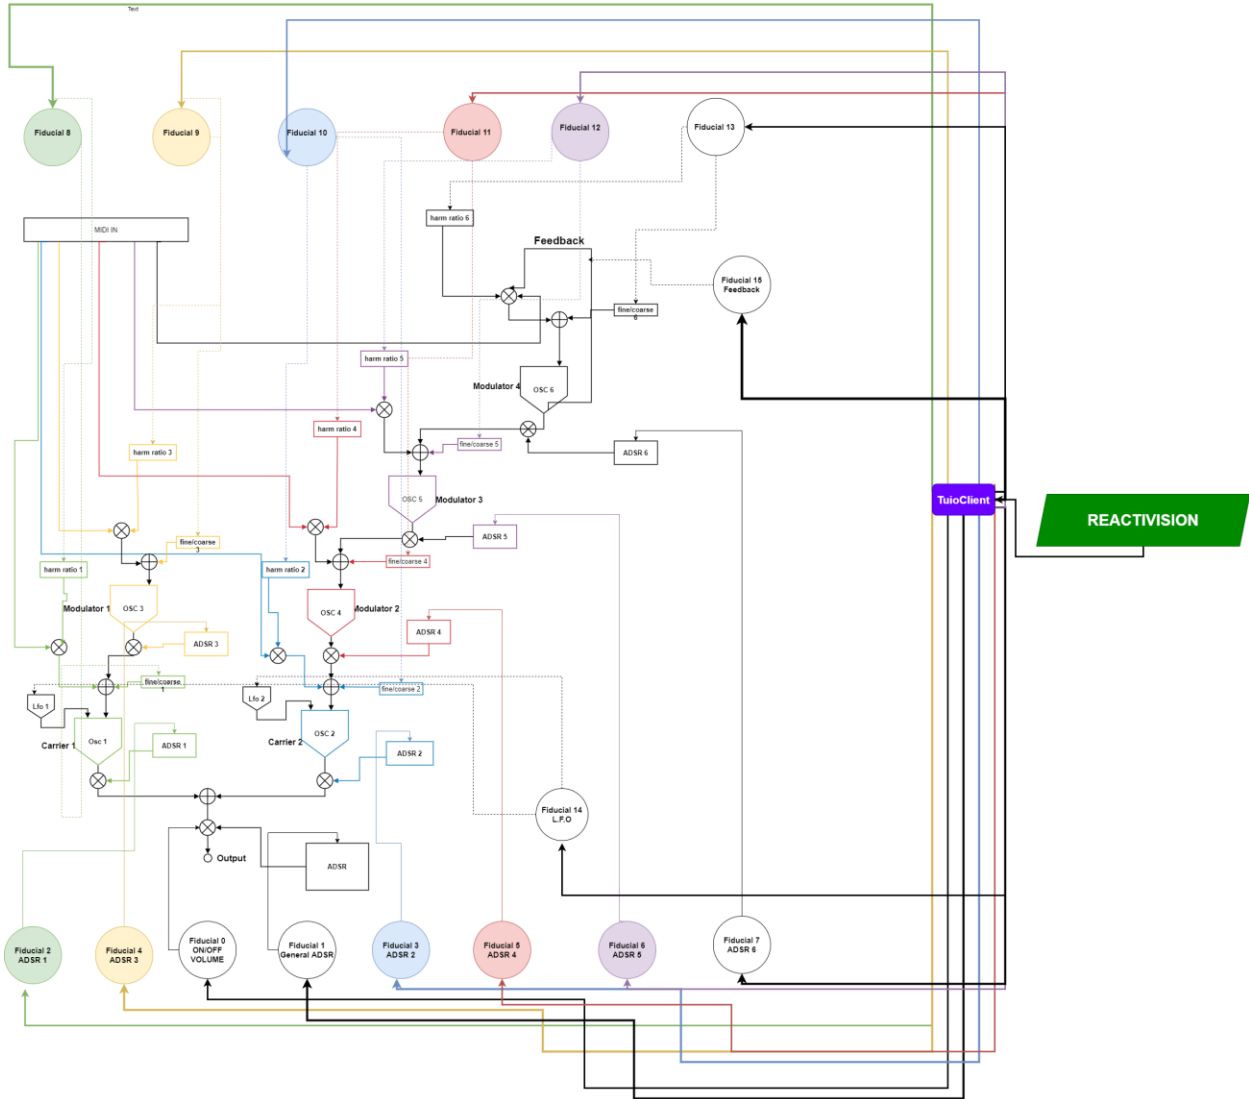 Text
Fiducial 8
Fiducial 9
Fiducial 10
Fiducial 11
Fiducial 12
Fiducial 13
MIDI IN
harm ratio 6
Feedback
Fiducial 15
Feedback
fine/coarse
6
harm ratio 5
Modulator 4
OSC 6
harm ratio 4
harm ratio 3
fine/coarse 5
ADSR 6
OSC 5
Modulator 3
TuioClient
REACTIVISION
fine/coarse
3
ADSR 5
harm ratio 1
harm ratio 2
fine/coarse 4
Modulator 1
OSC 3
OSC 4
Modulator 2
ADSR 3
ADSR 4
fine/coarse
1
fine/coarse 2
Lfo 1
Lfo 2
Osc 1
Carrier 1
ADSR 1
OSC 2
Carrier 2
ADSR 2
Fiducial 14
L.F.O
Output
ADSR
Fiducial 2
ADSR 1
Fiducial 4
ADSR 3
Fiducial 0
ON/OFF
VOLUME
Fiducial 1
General ADSR
Fiducial 3
ADSR 2
Fiducial 5
ADSR 4
Fiducial 6
ADSR 5
Fiducial 7
ADSR 6